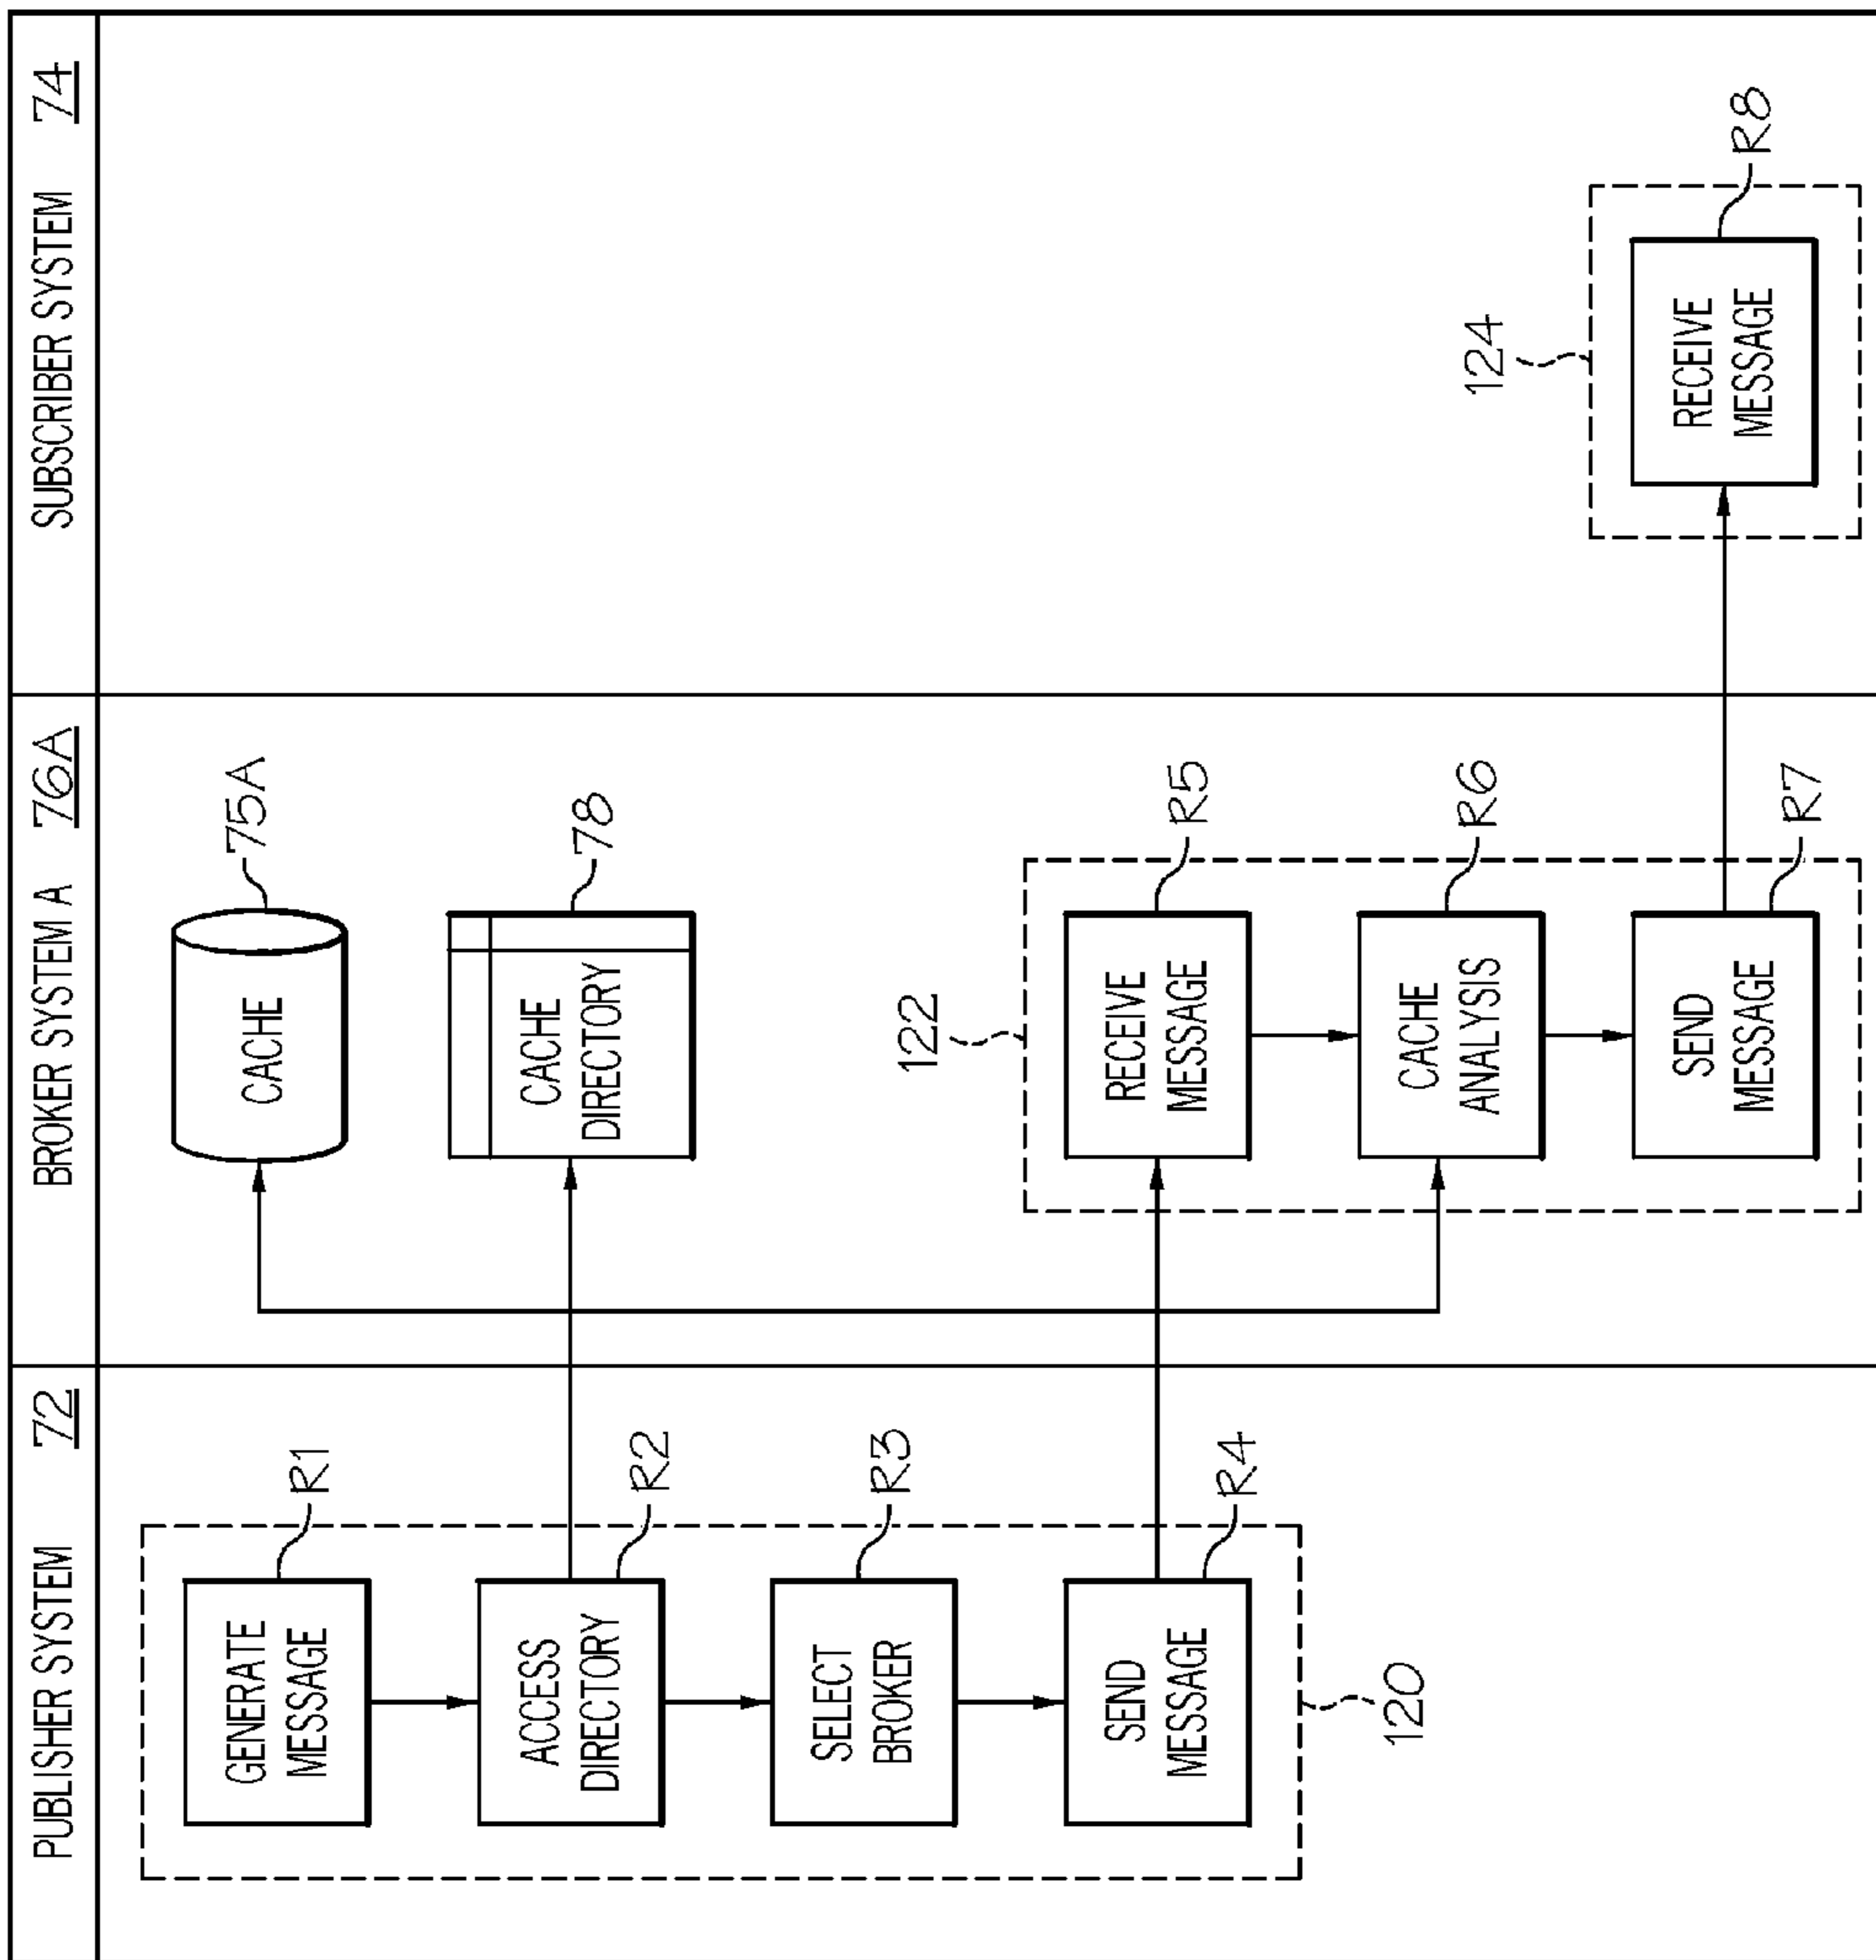 PUBLISHER SYSTEM 72
BROKER SYSTEM A 76A
SUBSCRIBER SYSTEM 74
GENERATE
MESSAGE
R1
ACCESS
DIRECTORY
R2
SELECT
BROKER
R3
SEND
MESSAGE
R4
120
CACHE
75A
CACHE
DIRECTORY
78
122
RECEIVE
MESSAGE
R5
CACHE
ANALYSIS
R6
SEND
MESSAGE
R7
124
RECEIVE
MESSAGE
R8